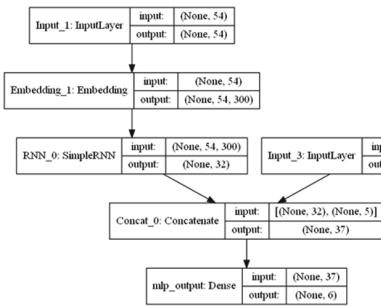 Input_1: InputLayer
input: (None, 54)
output: (None, 54)
Embedding_1: Embedding
input: (None, 54)
output: (None, 54, 300)
RNN_0: SimpleRNN
input: (None, 54, 300)
output: (None, 32)
Input_3: InputLayer
Concat_0: Concatenate
input: [(None, 32), (None, 5)]
output: (None, 37)
mlp_output: Dense
input: (None, 37)
output: (None, 6)